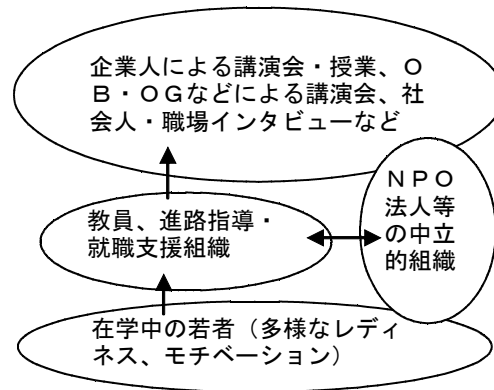 企業人による講演会・授業、Ｏ
Ｂ・ＯＧなどによる講演会、社
会人・職場インタビューなど
ＮＰＯ
法人等
の中立
的組織
教員、進路指導・
就職支援組織
在学中の若者（多様なレディ
ネス、モチベーション）